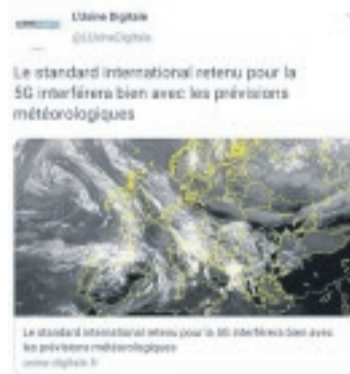 L'Usine Digitale
@LUsineDigitale
Le standard international retenu pour la
5G interférera bien avec les prévisions
météorologiques
Le standard international retenu pour la 5G interférera bien avec
les prévisions météorologiques
usine-digitale.fr